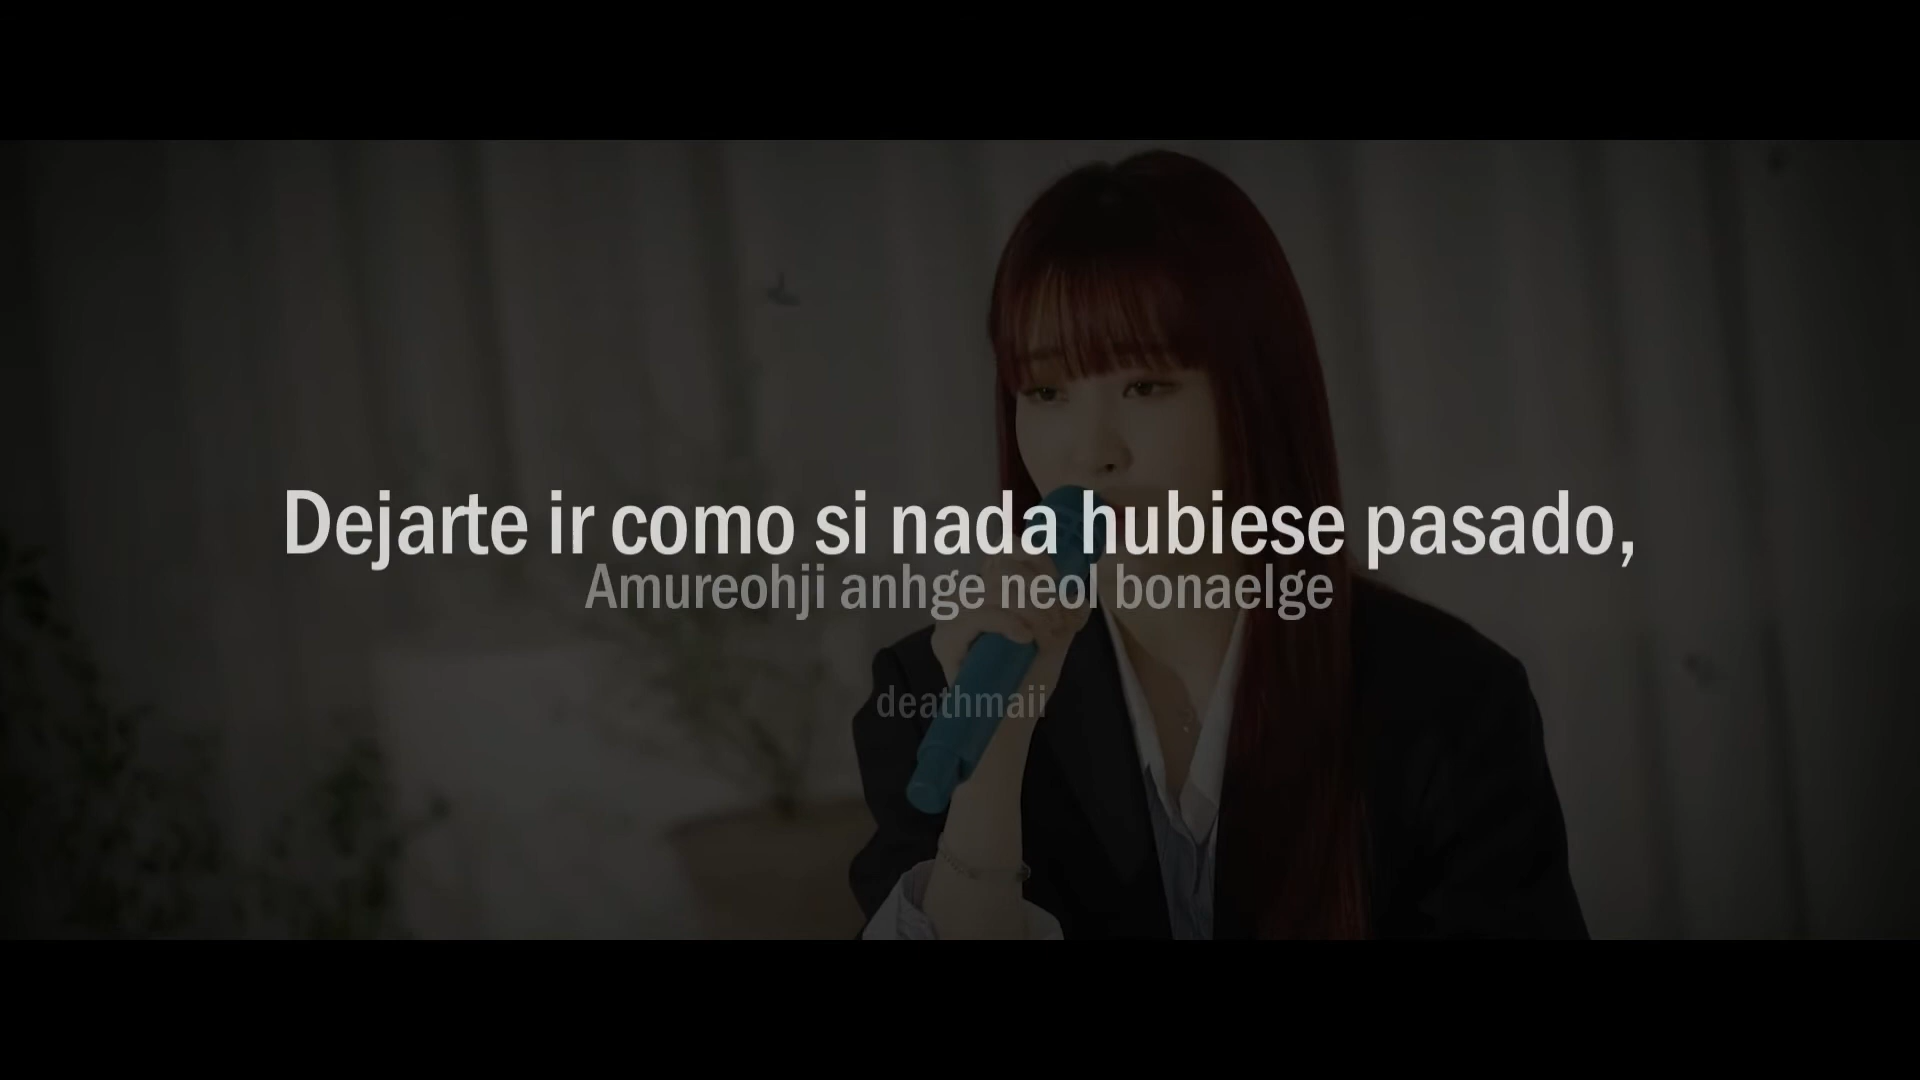 Dejarte ir como si nada hubiese pasado,
Amureohji anhge neol bonaelge
deathmaii